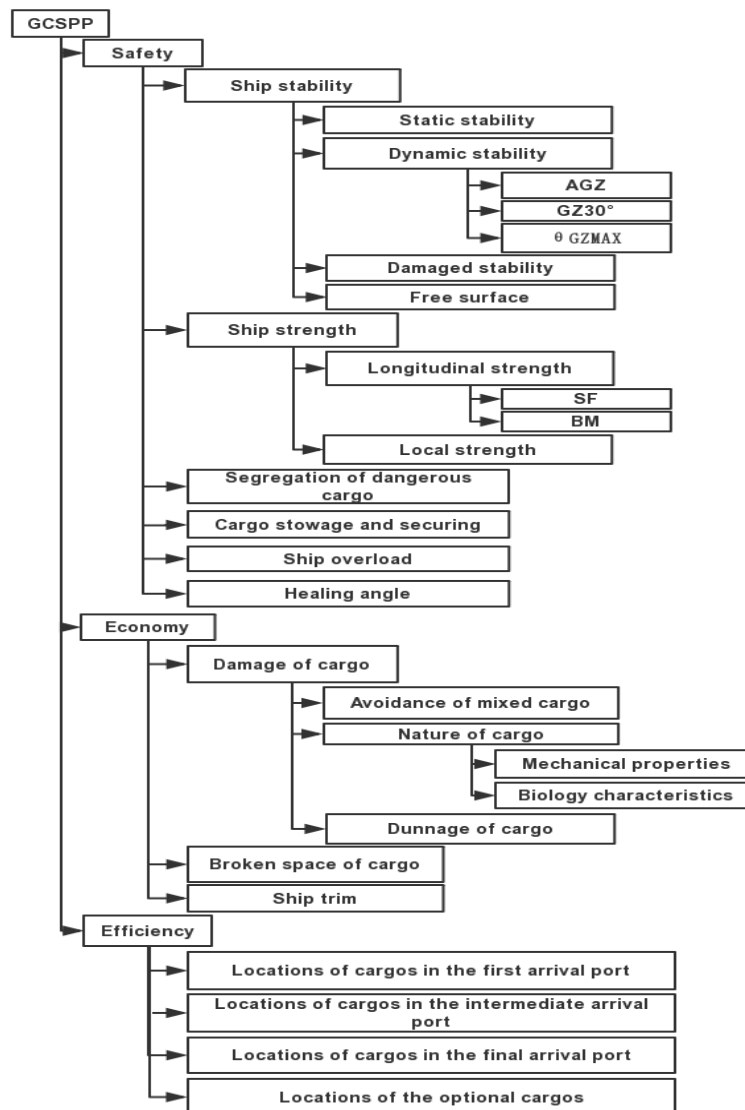 GCSPP
Safety
Ship stability
Static stability
Dynamic stability
AGZ
GZ30°
θ GZMAX
Damaged stability
Free surface
Ship strength
Longitudinal strength
SF
BM
Local strength
Segregation of dangerous
cargo
Cargo stowage and securing
Ship overload
Healing angle
Economy
Damage of cargo
Avoidance of mixed cargo
Nature of cargo
Mechanical properties
Biology characteristics
Dunnage of cargo
Broken space of cargo
Ship trim
Efficiency
Locations of cargos in the first arrival port
Locations of cargos in the intermediate arrival
port
Locations of cargos in the final arrival port
Locations of the optional cargos